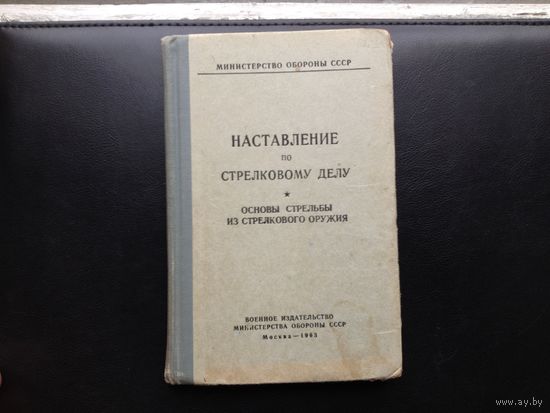 МИНИСТЕРСТВО ОБОРОНЫ СССР
НАСТАВЛЕНИЕ
ПО
СТРЕЛКОВОМУ ДЕЛУ
★
ОСНОВЫ СТРЕЛЬБЫ
ИЗ СТРЕЛКОВОГО ОРУЖИЯ
ВОЕННОЕ ИЗДАТЕЛЬСТВО
МИНИСТЕРСТВА ОБОРОНЫ СССР
Москва — 1965
www.ay.by